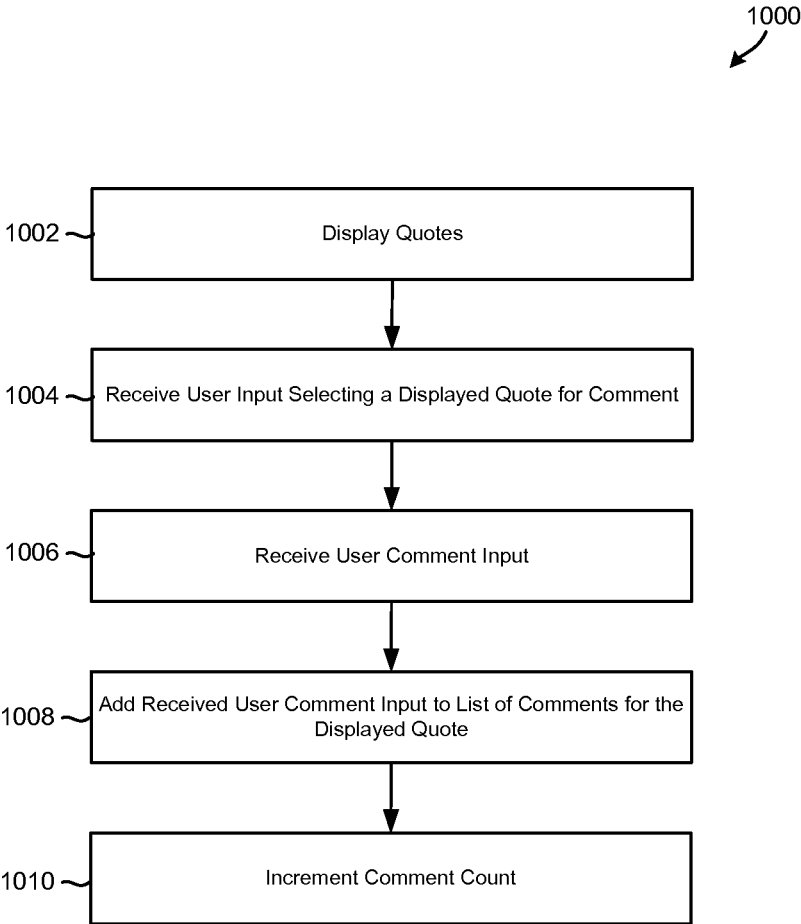 1000
1002
Display Quotes
1004
Receive User Input Selecting a Displayed Quote for Comment
1006
Receive User Comment Input
1008
Add Received User Comment Input to List of Comments for the
Displayed Quote
1010
Increment Comment Count